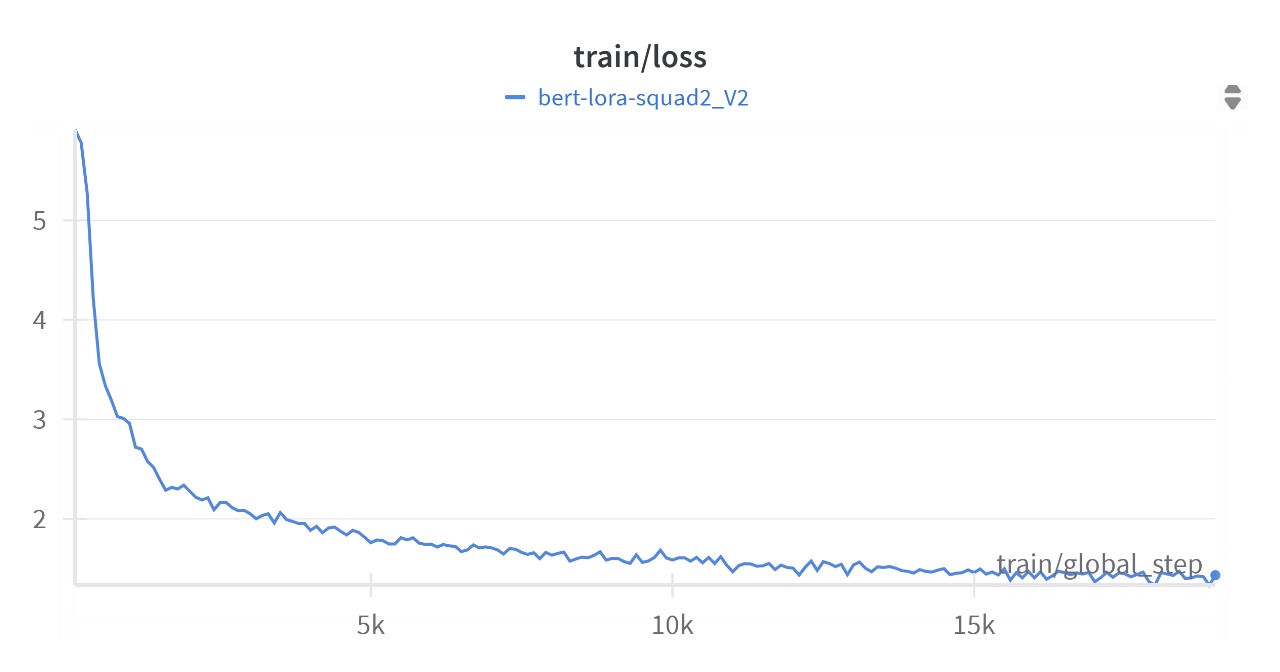 train/loss
bert-lora-squad2_V2
5
4
3
2
train/global_step
5k 10k 15k